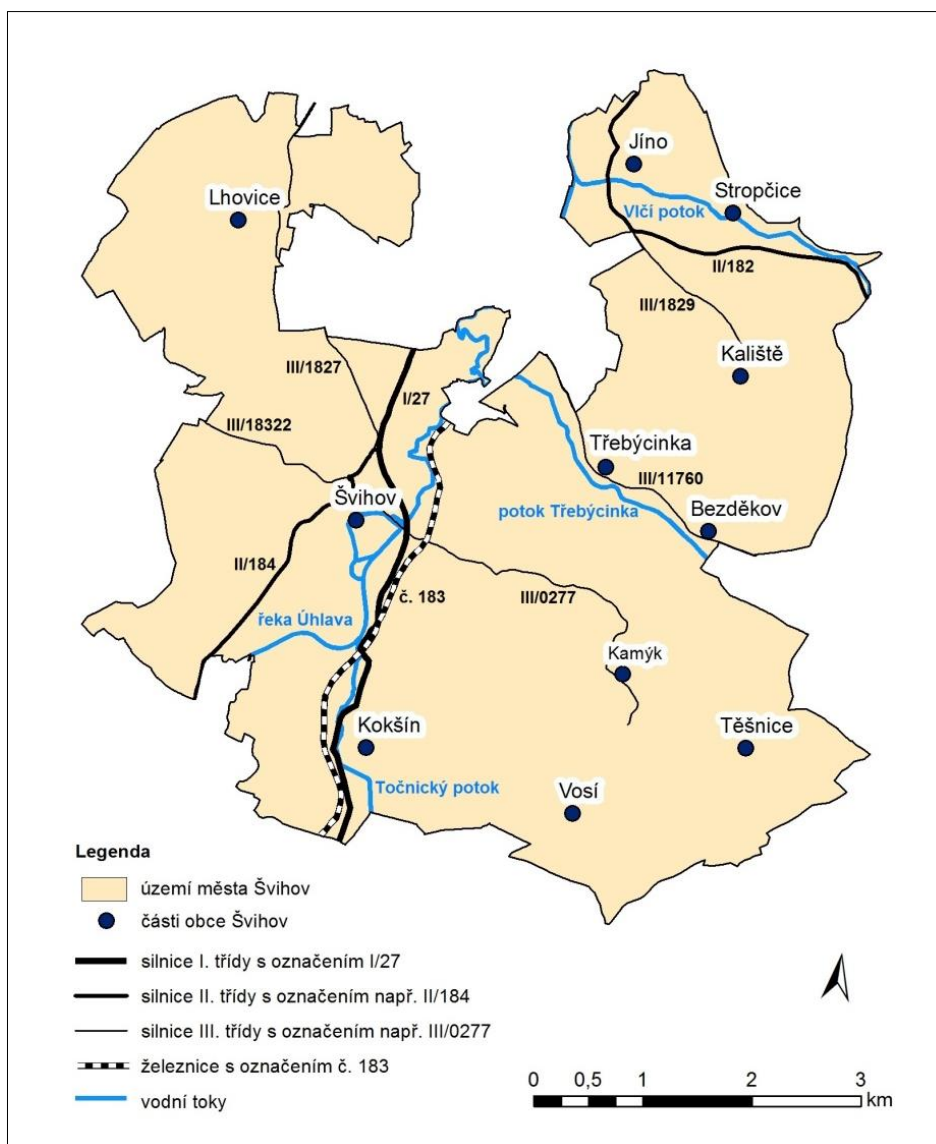 Jíno
Lhovice
Stropčice
Vlčí potok
II/182
III/1829
Kaliště
III/1827
I/27
III/18322
Třebýcinka
III/11760
Švihov
potok Třebýcinka
Bezděkov
II/184
č. 183
III/0277
řeka Úhlava
Kamýk
Kokšín
Těšnice
Točnický potok
Vosí
Legenda
území města Švihov
části obce Švihov
silnice I. třídy s označením I/27
silnice II. třídy s označením např. II/184
silnice III. třídy s označením např. III/0277
železnice s označením č. 183
vodní toky
0 0,5 1 2 3
km